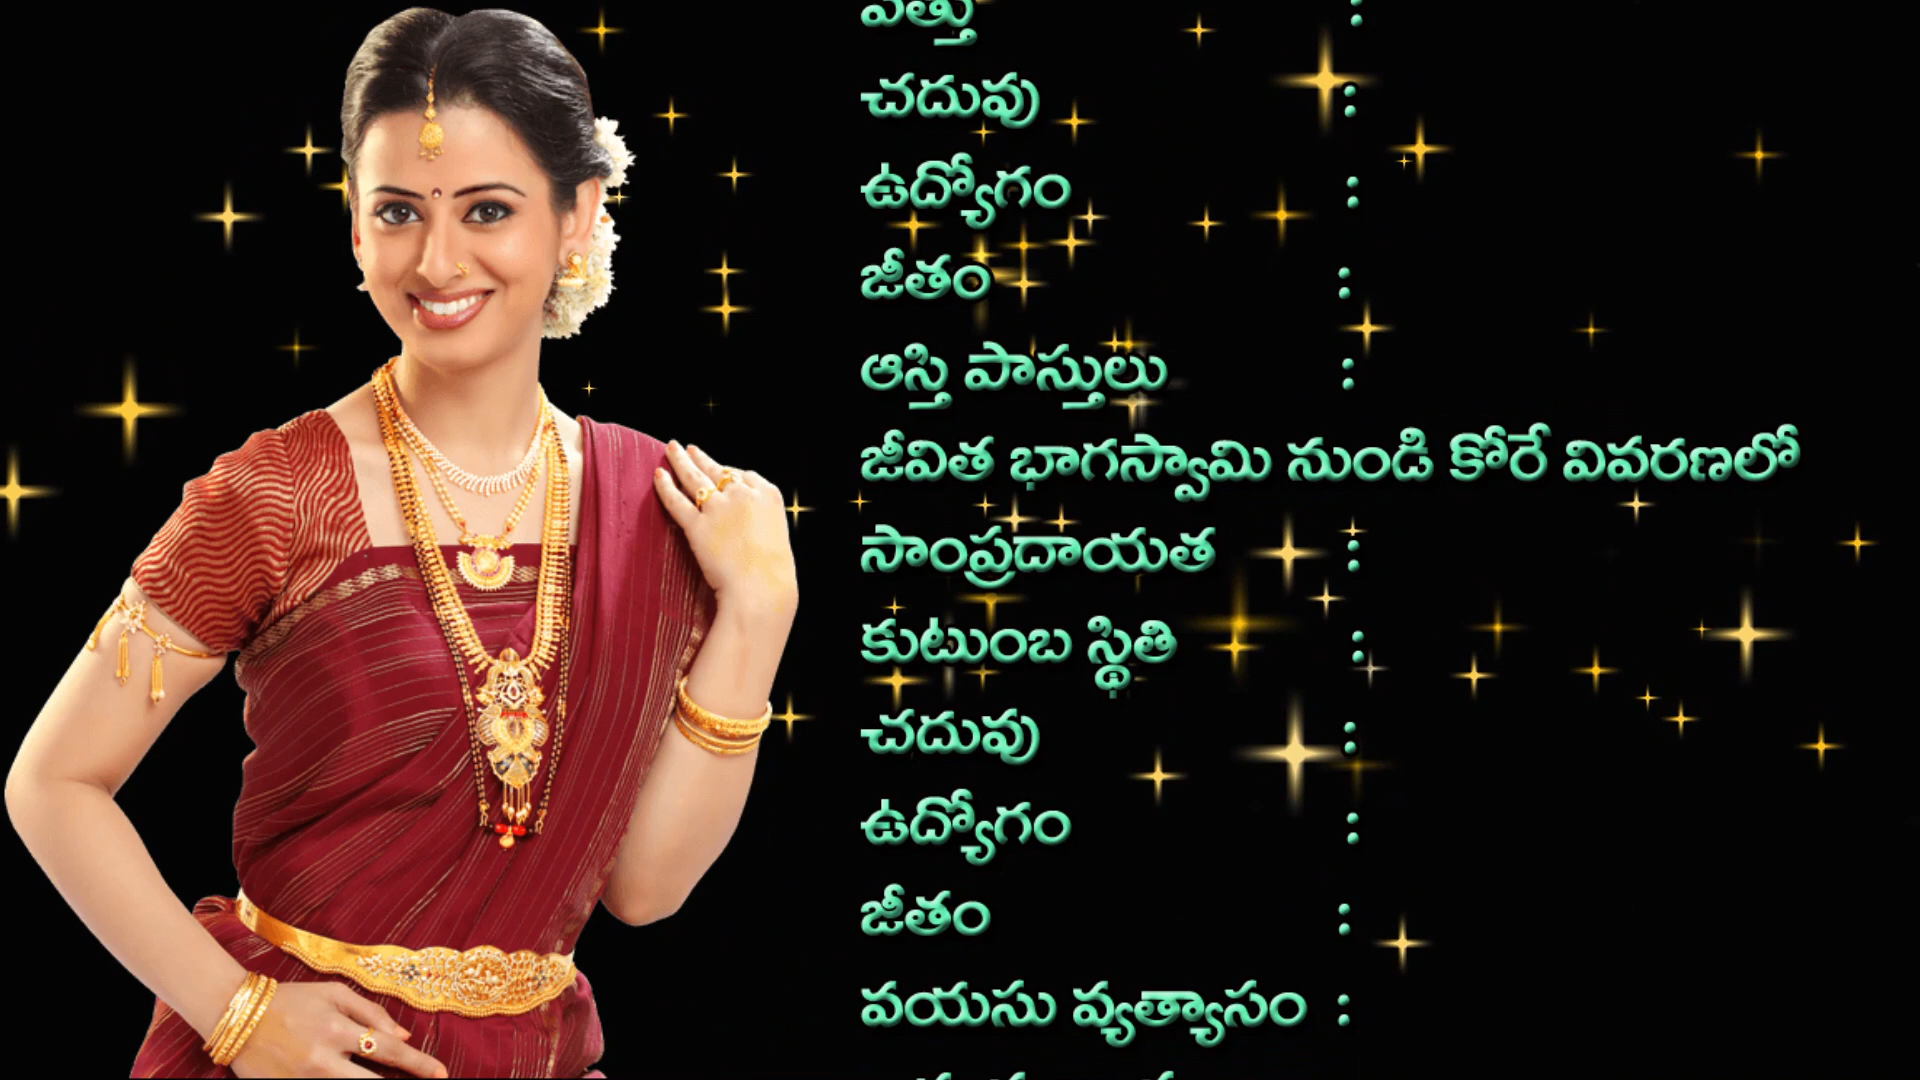 చదువు :
ఉద్యోగం :
జీతం :
ఆస్తి పాస్తులు :
జీవిత భాగస్వామి నుండి కోరే వివరణలో
సాంప్రదాయత :
కుటుంబ స్థితి :
చదువు :
ఉద్యోగం :
జీతం :
వయసు వ్యత్యాసం :